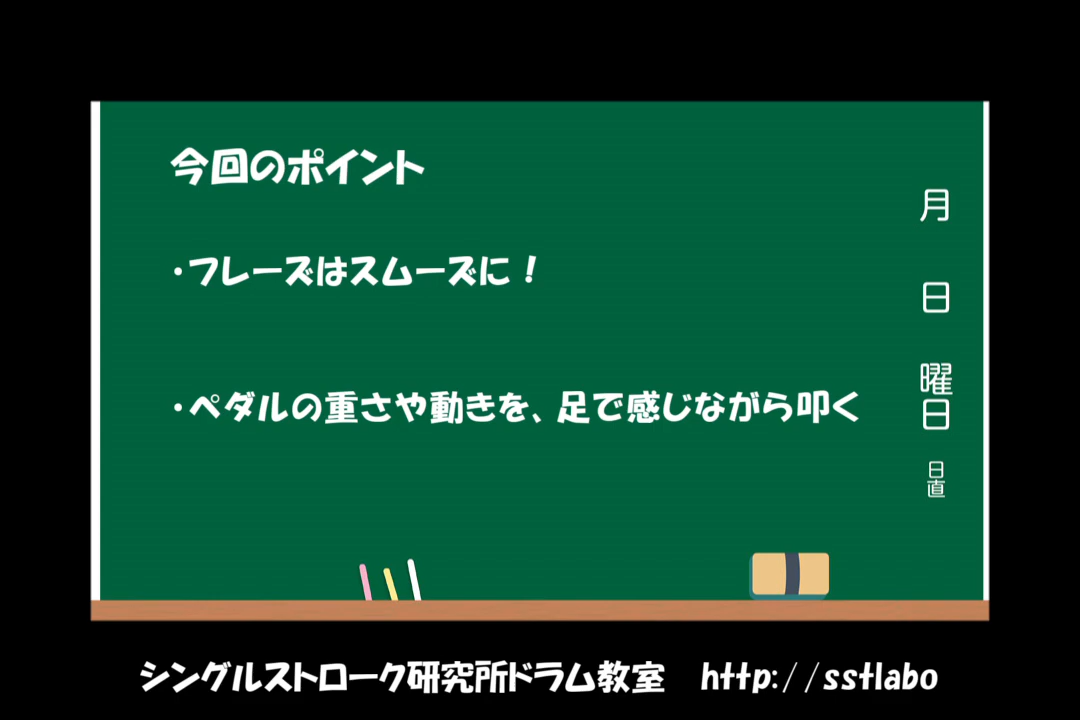 今回のポイント
・フレーズはスムーズに！
・ペダルの重さや動きを、足で感じながら叩く
月
日
曜日
日直
シングルストローク研究所ドラム教室 http://sstlabo